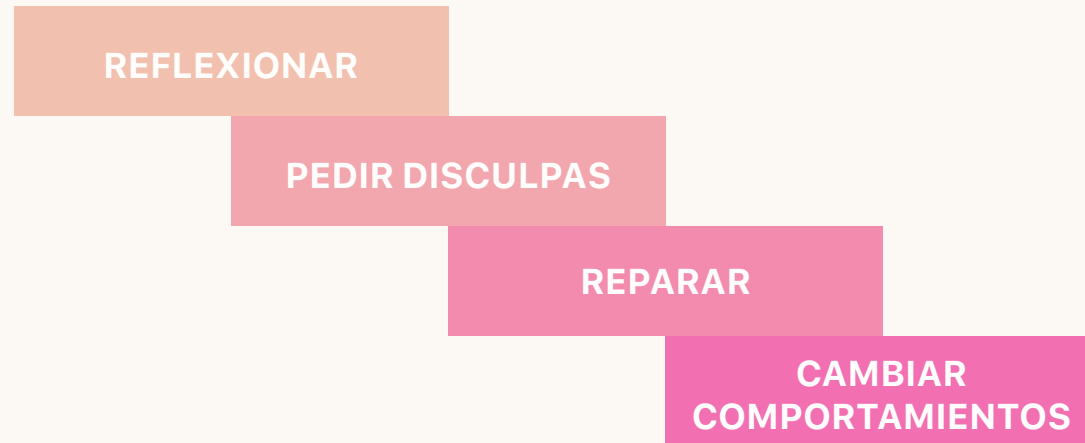 REFLEXIONAR
PEDIR DISCULPAS
REPARAR
CAMBIAR
COMPORTAMIENTOS